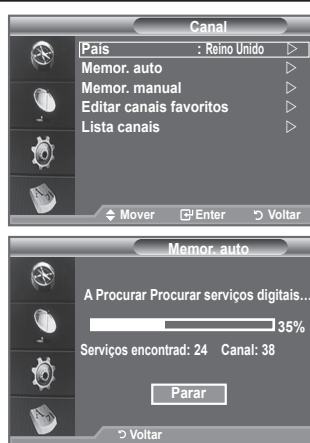 Canal
País : Reino Unido
Memor. auto
Memor. manual
Editar canais favoritos
Lista canais
Mover Enter Voltar
Memor. auto
A Procurar Procurar serviços digitais...
35%
Serviços encontrad: 24 Canal: 38
Parar
Voltar